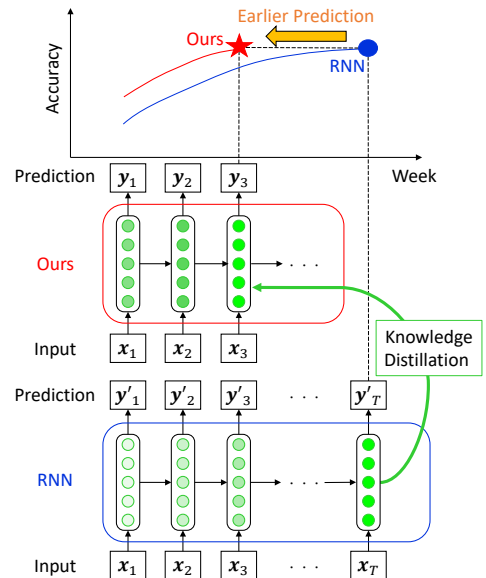 Earlier Prediction
Ours
RNN
Accuracy
Week
Prediction y1 y2 y3
Ours
. . .
Input x1 x2 x3
Knowledge
Distillation
Prediction y'1 y'2 y'3 . . . y'T
RNN
. . .
Input x1 x2 x3 . . . xT